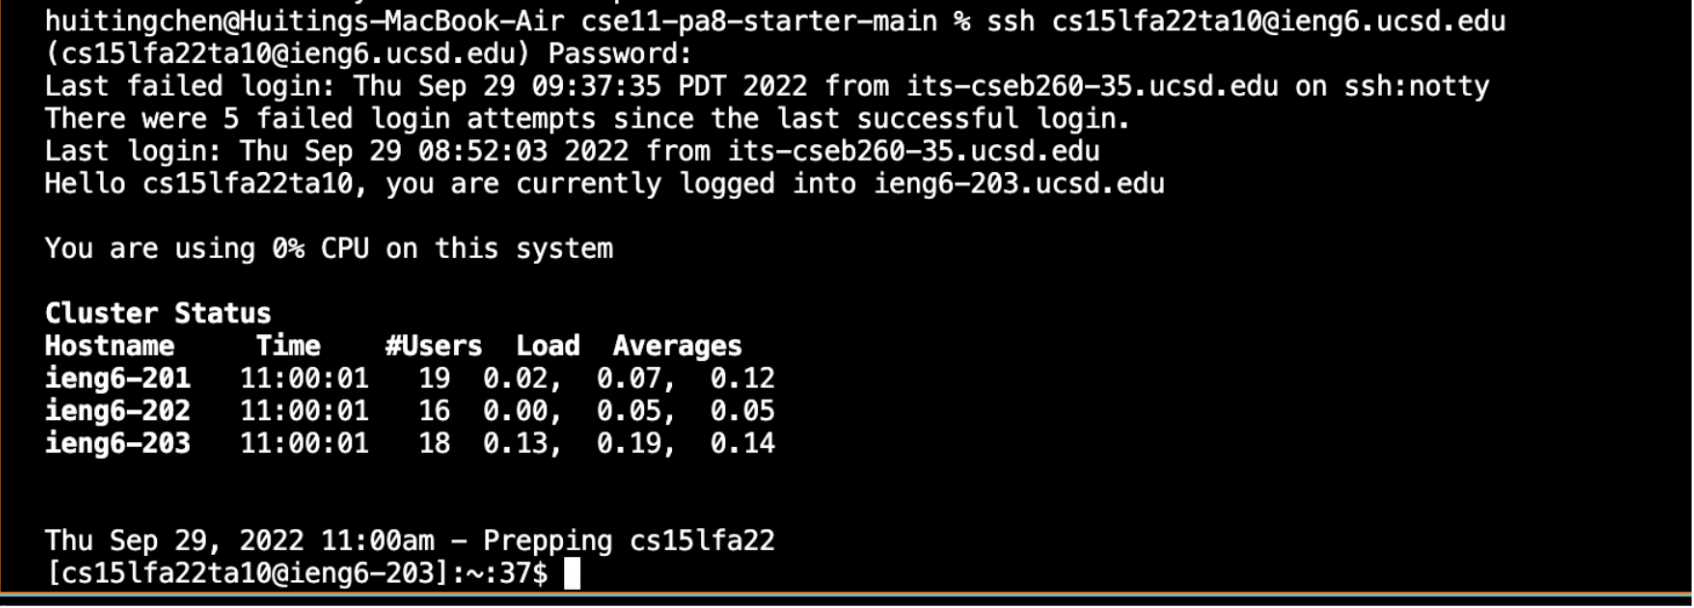 huitingchen@Huitings-MacBook-Air cse11-pa8-starter-main % ssh cs15lfa22ta10@ieng6.ucsd.edu
(cs15lfa22ta10@ieng6.ucsd.edu) Password:
Last failed login: Thu Sep 29 09:37:35 PDT 2022 from its-cseb260-35.ucsd.edu on ssh:notty
There were 5 failed login attempts since the last successful login.
Last login: Thu Sep 29 08:52:03 2022 from its-cseb260-35.ucsd.edu
Hello cs15lfa22ta10, you are currently logged into ieng6-203.ucsd.edu
You are using 0% CPU on this system
Cluster Status
Hostname     Time    #Users  Load  Averages
ieng6-201   11:00:01   19  0.02,  0.07,  0.12
ieng6-202   11:00:01   16  0.00,  0.05,  0.05
ieng6-203   11:00:01   18  0.13,  0.19,  0.14
Thu Sep 29, 2022 11:00am - Prepping cs15lfa22
[cs15lfa22ta10@ieng6-203]:~:37$